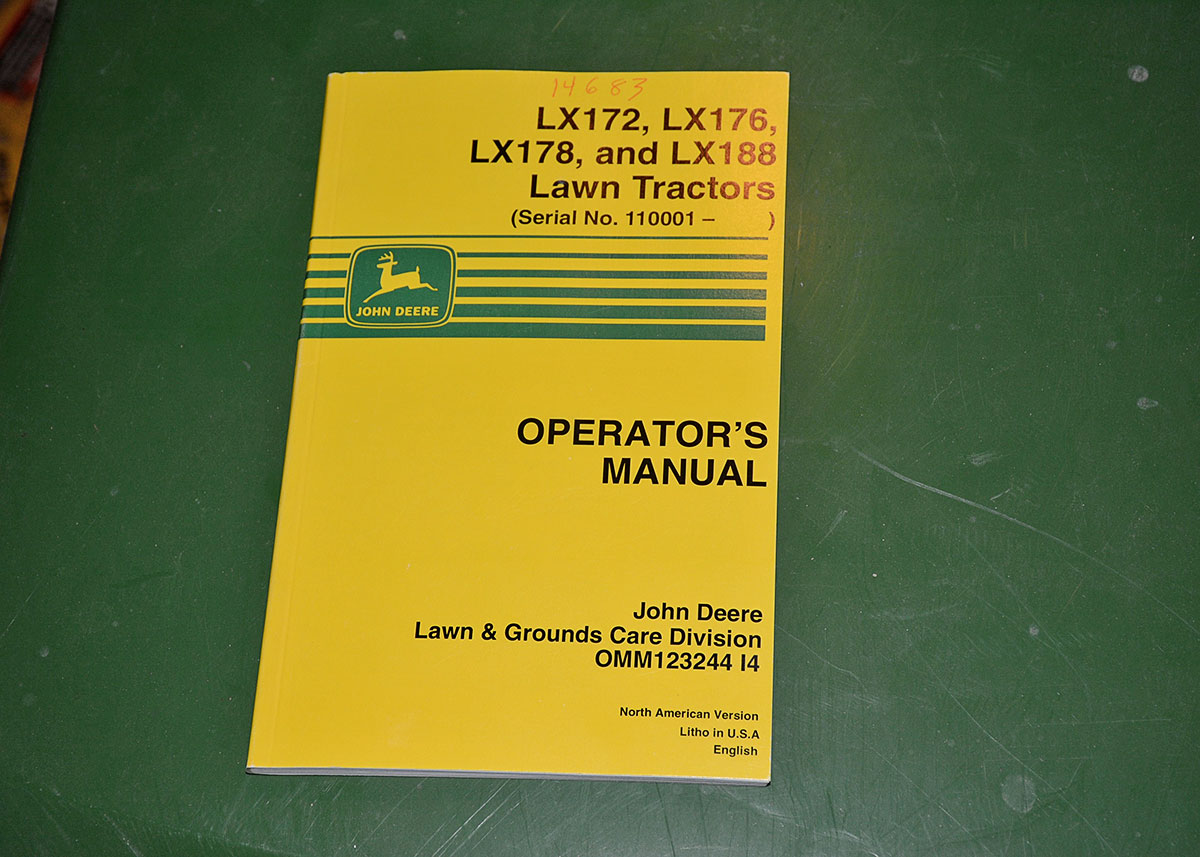 14683
LX172, LX176,
LX178, and LX188
Lawn Tractors
(Serial No. 110001 – )
JOHN DEERE
OPERATOR'S
MANUAL
John Deere
Lawn & Grounds Care Division
OMM123244 I4
North American Version
Litho in U.S.A
English